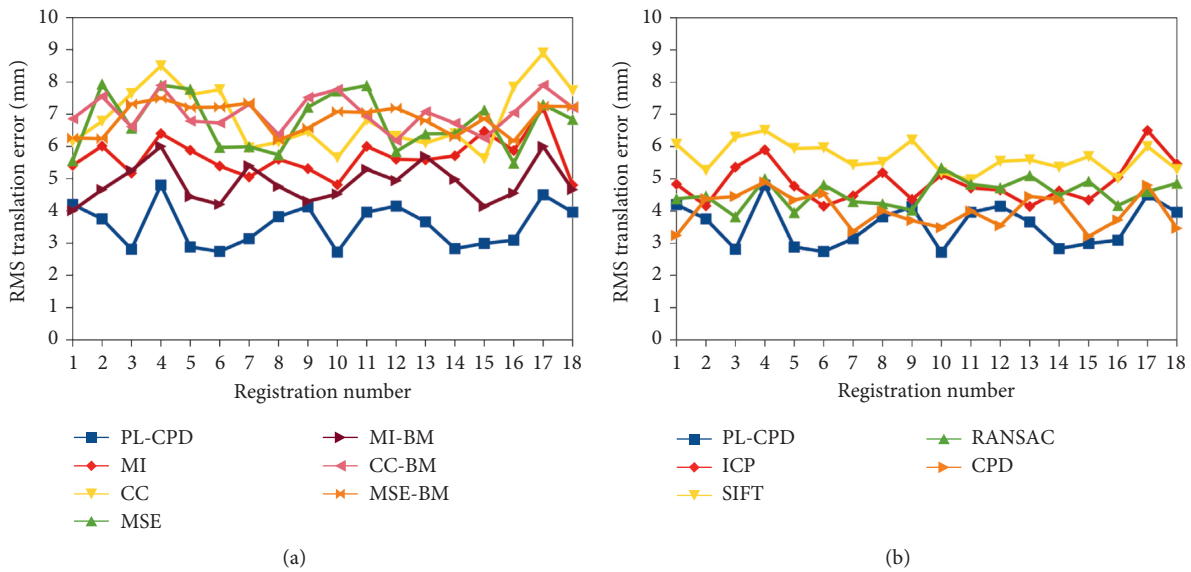 10
9
8
7
6
5
4
3
2
1
0
RMS translation error (mm)
1 2 3 4 5 6 7 8 9 10 11 12 13 14 15 16 17 18
Registration number
PL-CPD
MI
CC
MSE
MI-BM
CC-BM
MSE-BM
(a)
10
9
8
7
6
5
4
3
2
1
0
RMS translation error (mm)
1 2 3 4 5 6 7 8 9 10 11 12 13 14 15 16 17 18
Registration number
PL-CPD
ICP
SIFT
RANSAC
CPD
(b)